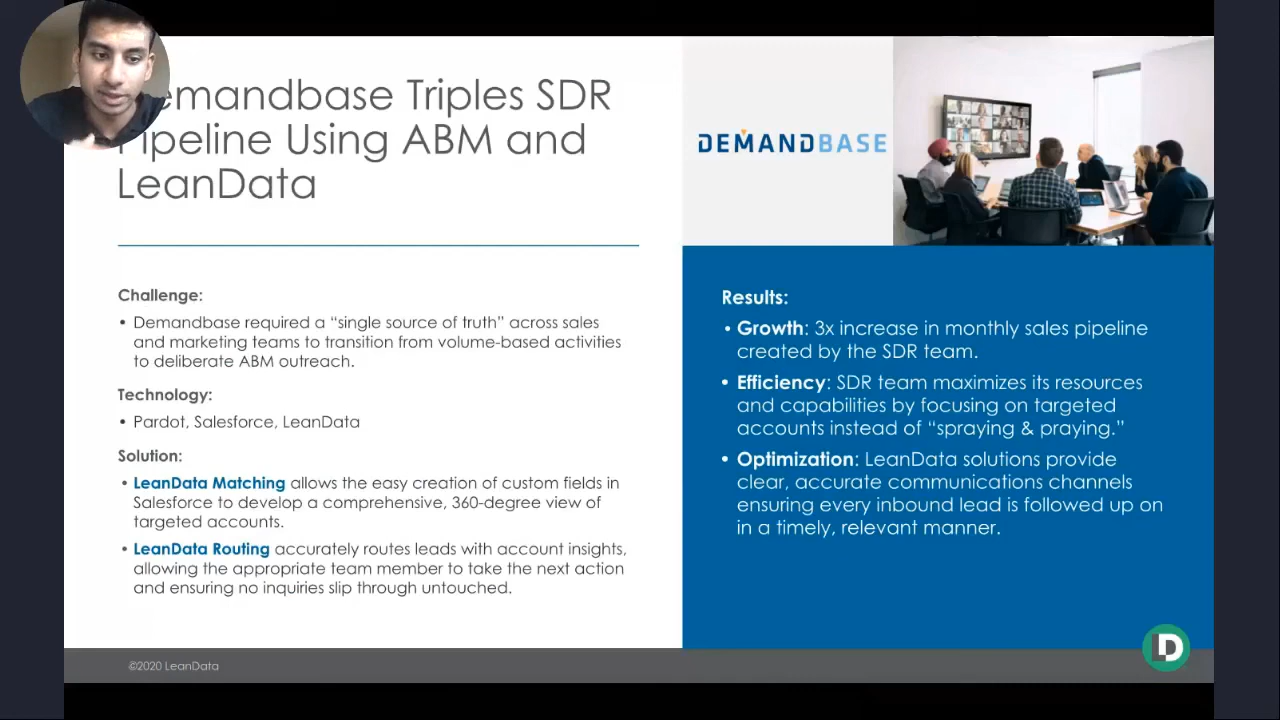 emandbase Triples SDR
Pipeline Using ABM and
LeanData
Challenge:
• Demandbase required a “single source of truth” across sales
and marketing teams to transition from volume-based activities
to deliberate ABM outreach.
Technology:
• Pardot, Salesforce, LeanData
Solution:
• LeanData Matching allows the easy creation of custom fields in
Salesforce to develop a comprehensive, 360-degree view of
targeted accounts.
• LeanData Routing accurately routes leads with account insights,
allowing the appropriate team member to take the next action
and ensuring no inquiries slip through untouched.
DEMANDBASE
Results:
• Growth: 3x increase in monthly sales pipeline
created by the SDR team.
• Efficiency: SDR team maximizes its resources
and capabilities by focusing on targeted
accounts instead of “spraying & praying.”
• Optimization: LeanData solutions provide
clear, accurate communications channels
ensuring every inbound lead is followed up on
in a timely, relevant manner.
©2020 LeanData
LD